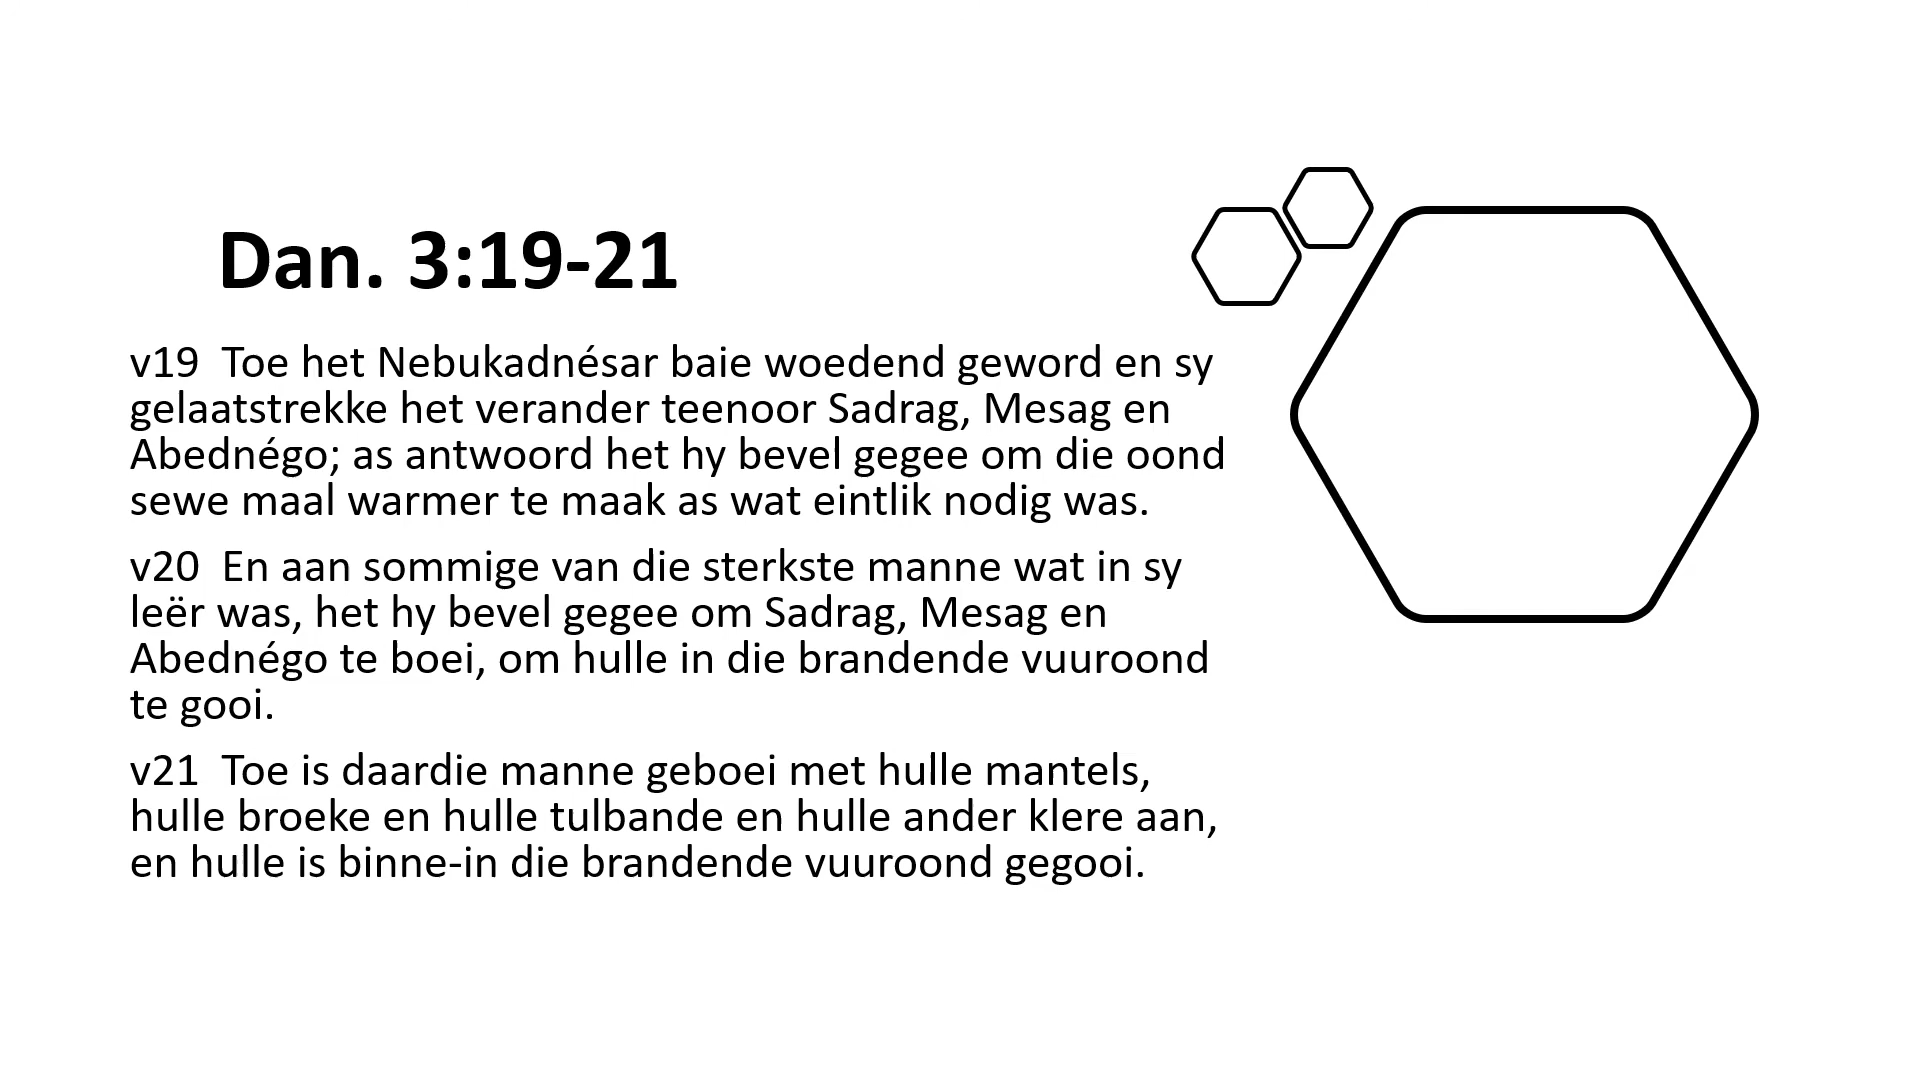 Dan. 3:19-21
v19  Toe het Nebukadnésar baie woedend geword en sy
gelaatstrekke het verander teenoor Sadrag, Mesag en
Abednégo; as antwoord het hy bevel gegee om die oond
sewe maal warmer te maak as wat eintlik nodig was.
v20  En aan sommige van die sterkste manne wat in sy
leër was, het hy bevel gegee om Sadrag, Mesag en
Abednégo te boei, om hulle in die brandende vuuroond
te gooi.
v21  Toe is daardie manne geboei met hulle mantels,
hulle broeke en hulle tulbande en hulle ander klere aan,
en hulle is binne-in die brandende vuuroond gegooi.